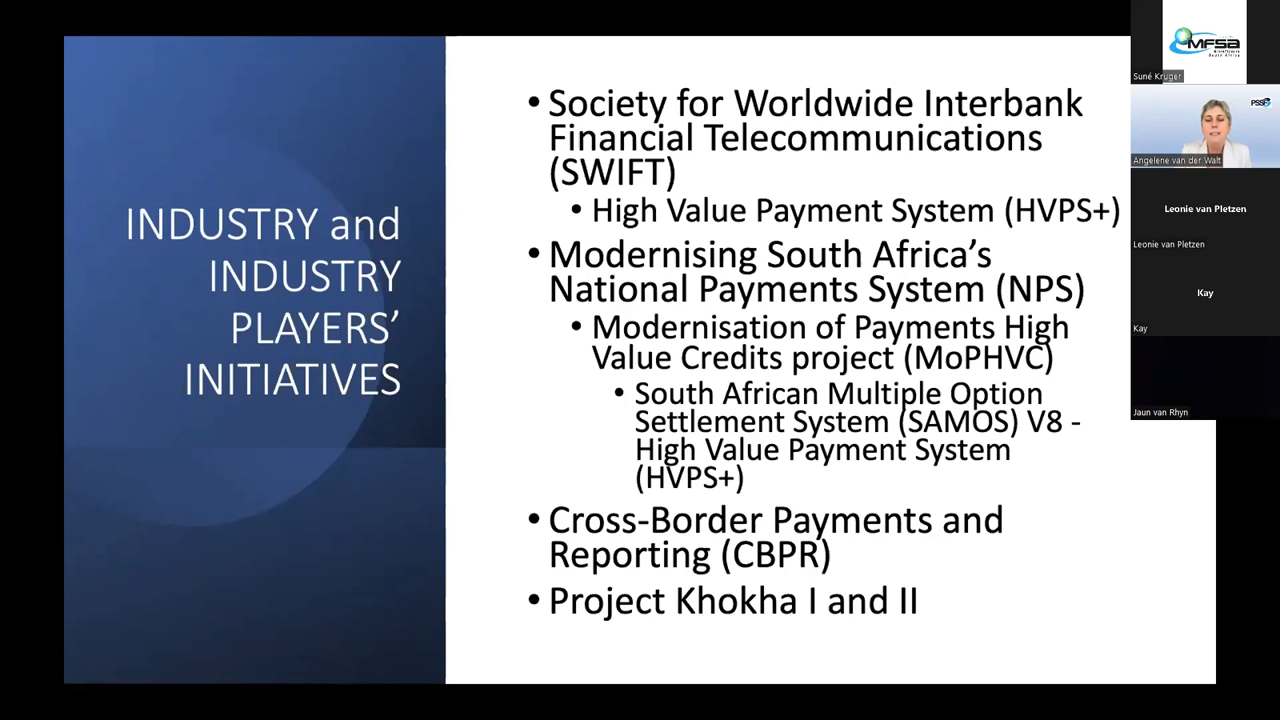 INDUSTRY and
INDUSTRY
PLAYERS’
INITIATIVES
• Society for Worldwide Interbank
Financial Telecommunications
(SWIFT)
• High Value Payment System (HVPS+)
• Modernising South Africa’s
National Payments System (NPS)
• Modernisation of Payments High
Value Credits project (MoPHVC)
• South African Multiple Option
Settlement System (SAMOS) V8 -
High Value Payment System
(HVPS+)
• Cross-Border Payments and
Reporting (CBPR)
• Project Khokha I and II
MFSA
South Africa
Suné Kruger
PSSF
Angelene van der Walt
Leonie van Pletzen
Leonie van Pletzen
Kay
Kay
Jaun van Rhyn